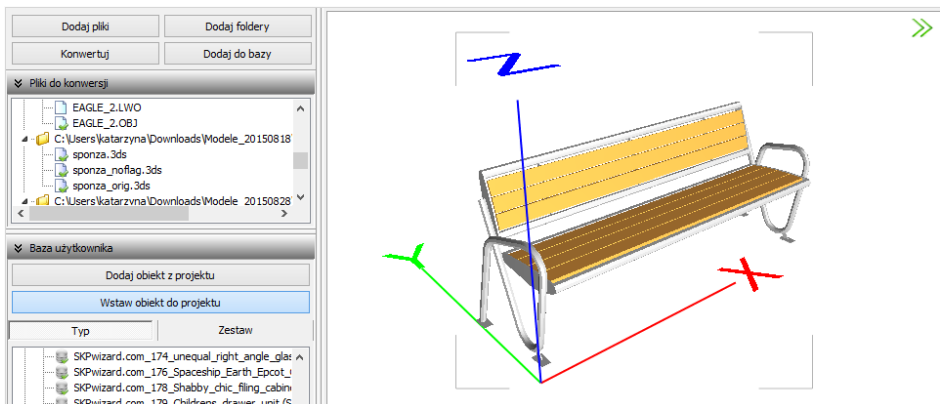 Dodaj pliki
Dodaj foldery
Konwertuj
Dodaj do bazy
Pliki do konwersji
EAGLE_2.LWO
EAGLE_2.OBJ
C:\Users\katarzyna\Downloads\Modele_20150818
sponza.3ds
sponza_noflag.3ds
sponza_orig.3ds
C:\Users\katarzyna\Downloads\Modele_20150828
Baza użytkownika
Dodaj obiekt z projektu
Wstaw obiekt do projektu
Typ
Zestaw
SKPwizard.com_174_unequal_right_angle_glas
SKPwizard.com_176_Spaceship_Earth_Epcot_
SKPwizard.com_178_Shabby_chic_filing_cabin
SKPwizard.com_179_Childrens_drawer_unit (S
Z
Y
X